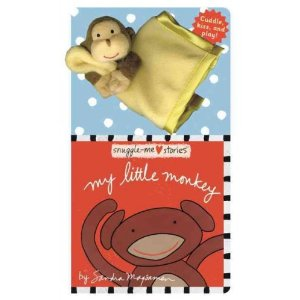 Cuddle,
kiss, and
play!
snuggle-me stories
my little monkey
by Sandra Magsamen